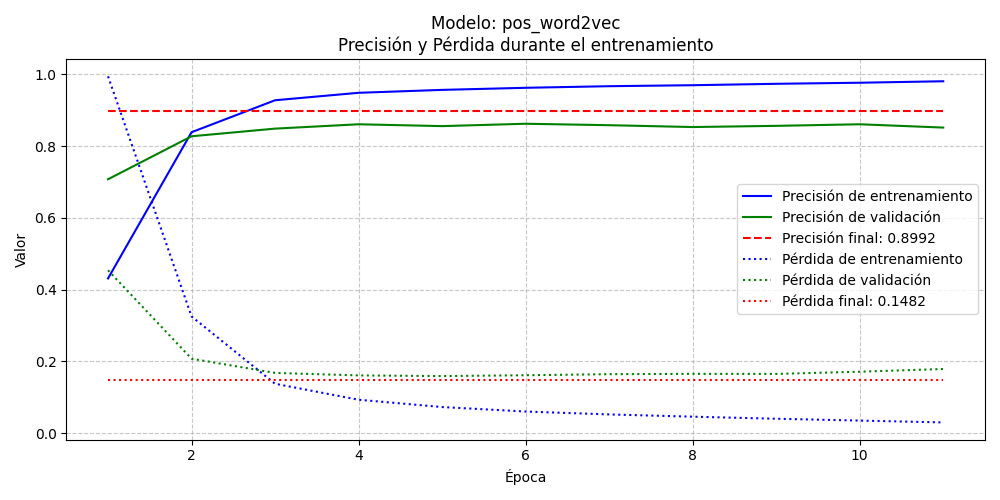 Modelo: pos_word2vec
Precisión y Pérdida durante el entrenamiento
Valor
1.0
0.8
0.6
0.4
0.2
0.0
Precisión de entrenamiento
Precisión de validación
Precisión final: 0.8992
Pérdida de entrenamiento
Pérdida de validación
Pérdida final: 0.1482
2 4 6 8 10
Época